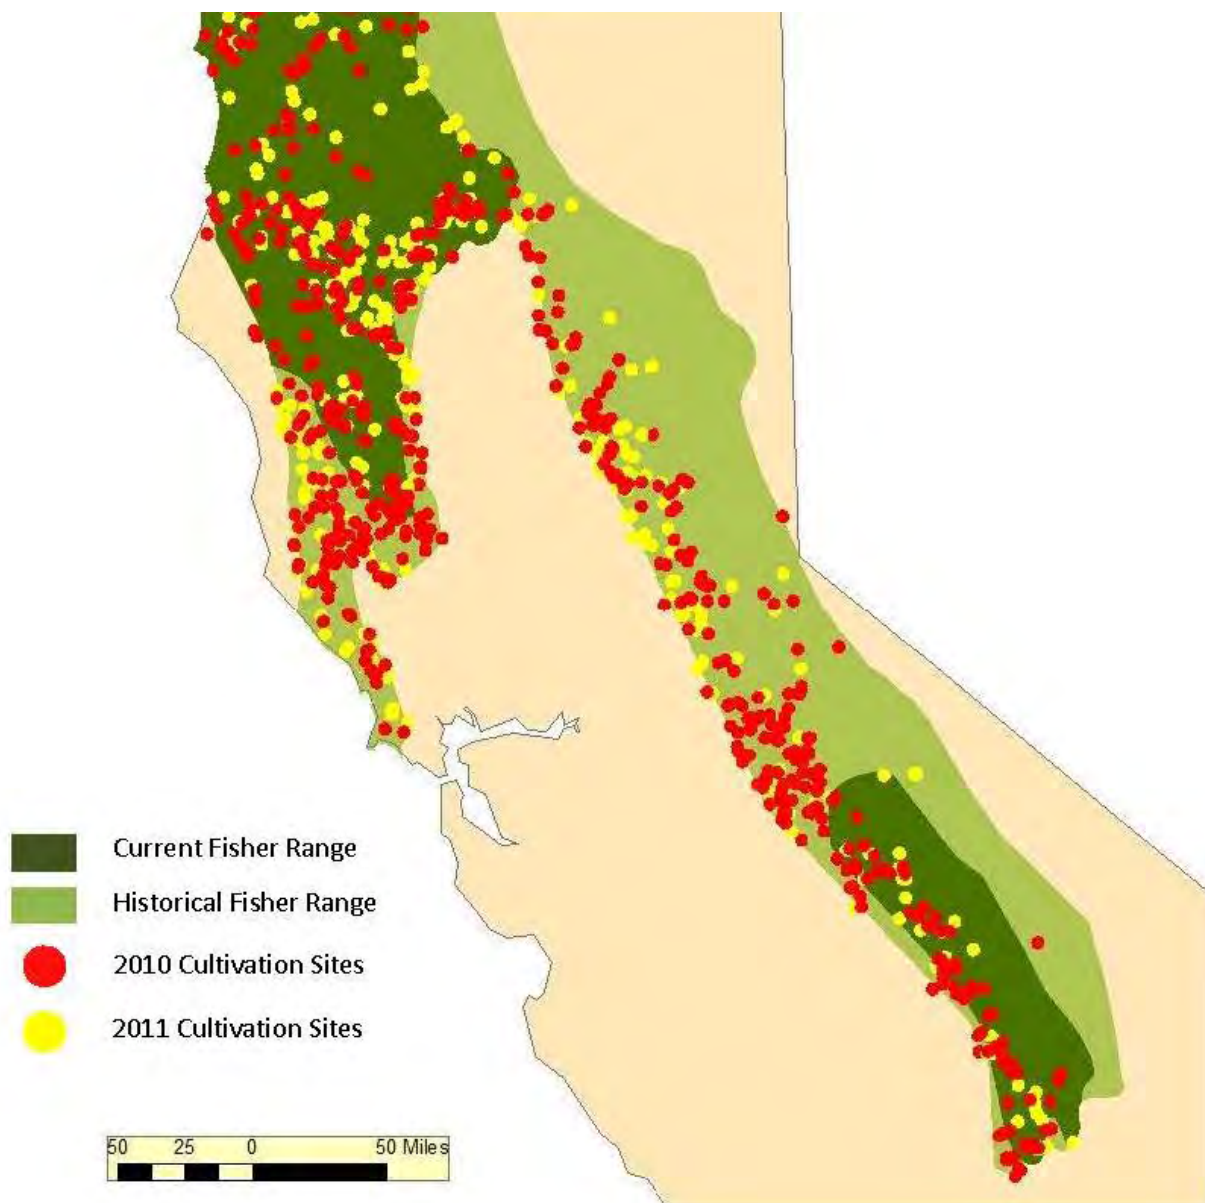 Current Fisher Range
Historical Fisher Range
2010 Cultivation Sites
2011 Cultivation Sites
50 25 0 50 Miles